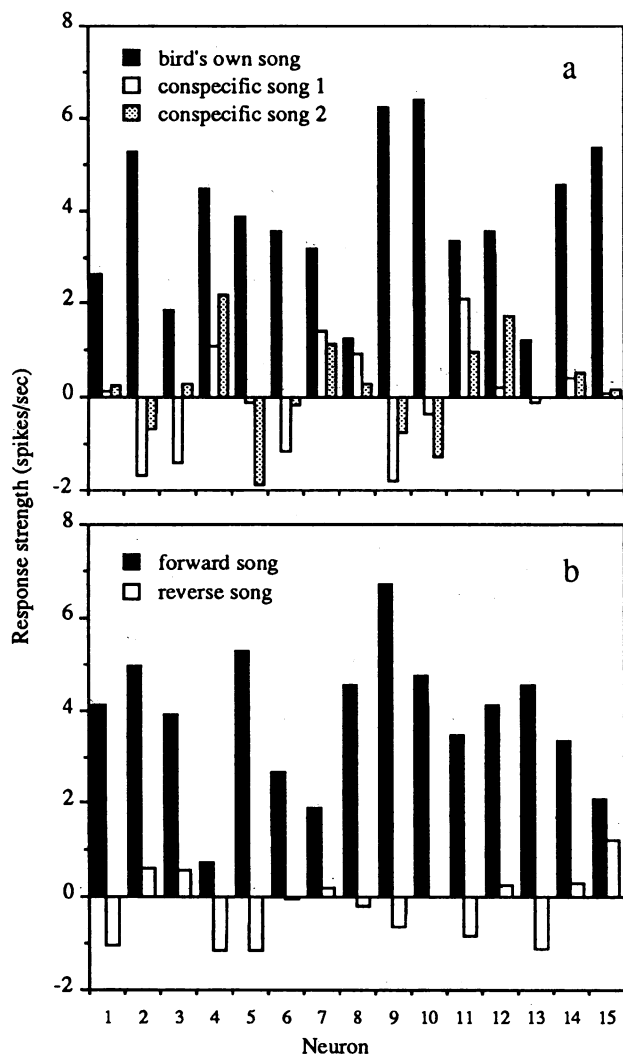 8
6
4
2
0
-2
bird's own song
conspecific song 1
conspecific song 2
a
8
6
4
2
0
-2
forward song
reverse song
b
Response strength (spikes/sec)
1 2 3 4 5 6 7 8 9 10 11 12 13 14 15
Neuron